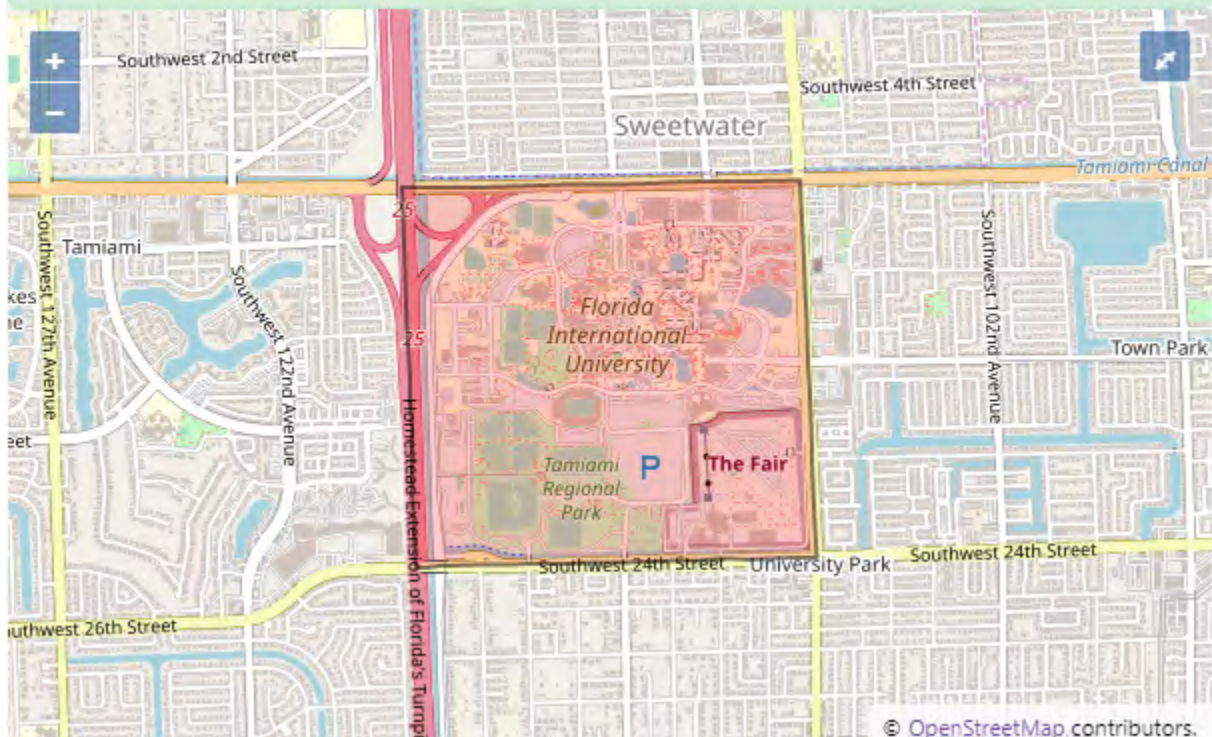 +
Southwest 2nd Street
−
Southwest 4th Street
Sweetwater
Tamiami Canal
25
Southwest 127th Avenue
Tamiami
Southwest 122nd Avenue
Southwest 102nd Avenue
Florida
International
University
25
Town Park
Homestead Extension of Florida's Turnpi
Tamiami
Regional
Park
P
The Fair
kes
ne
eet
Southwest 24th Street
University Park
Southwest 24th Street
outhwest 26th Street
© OpenStreetMap contributors.